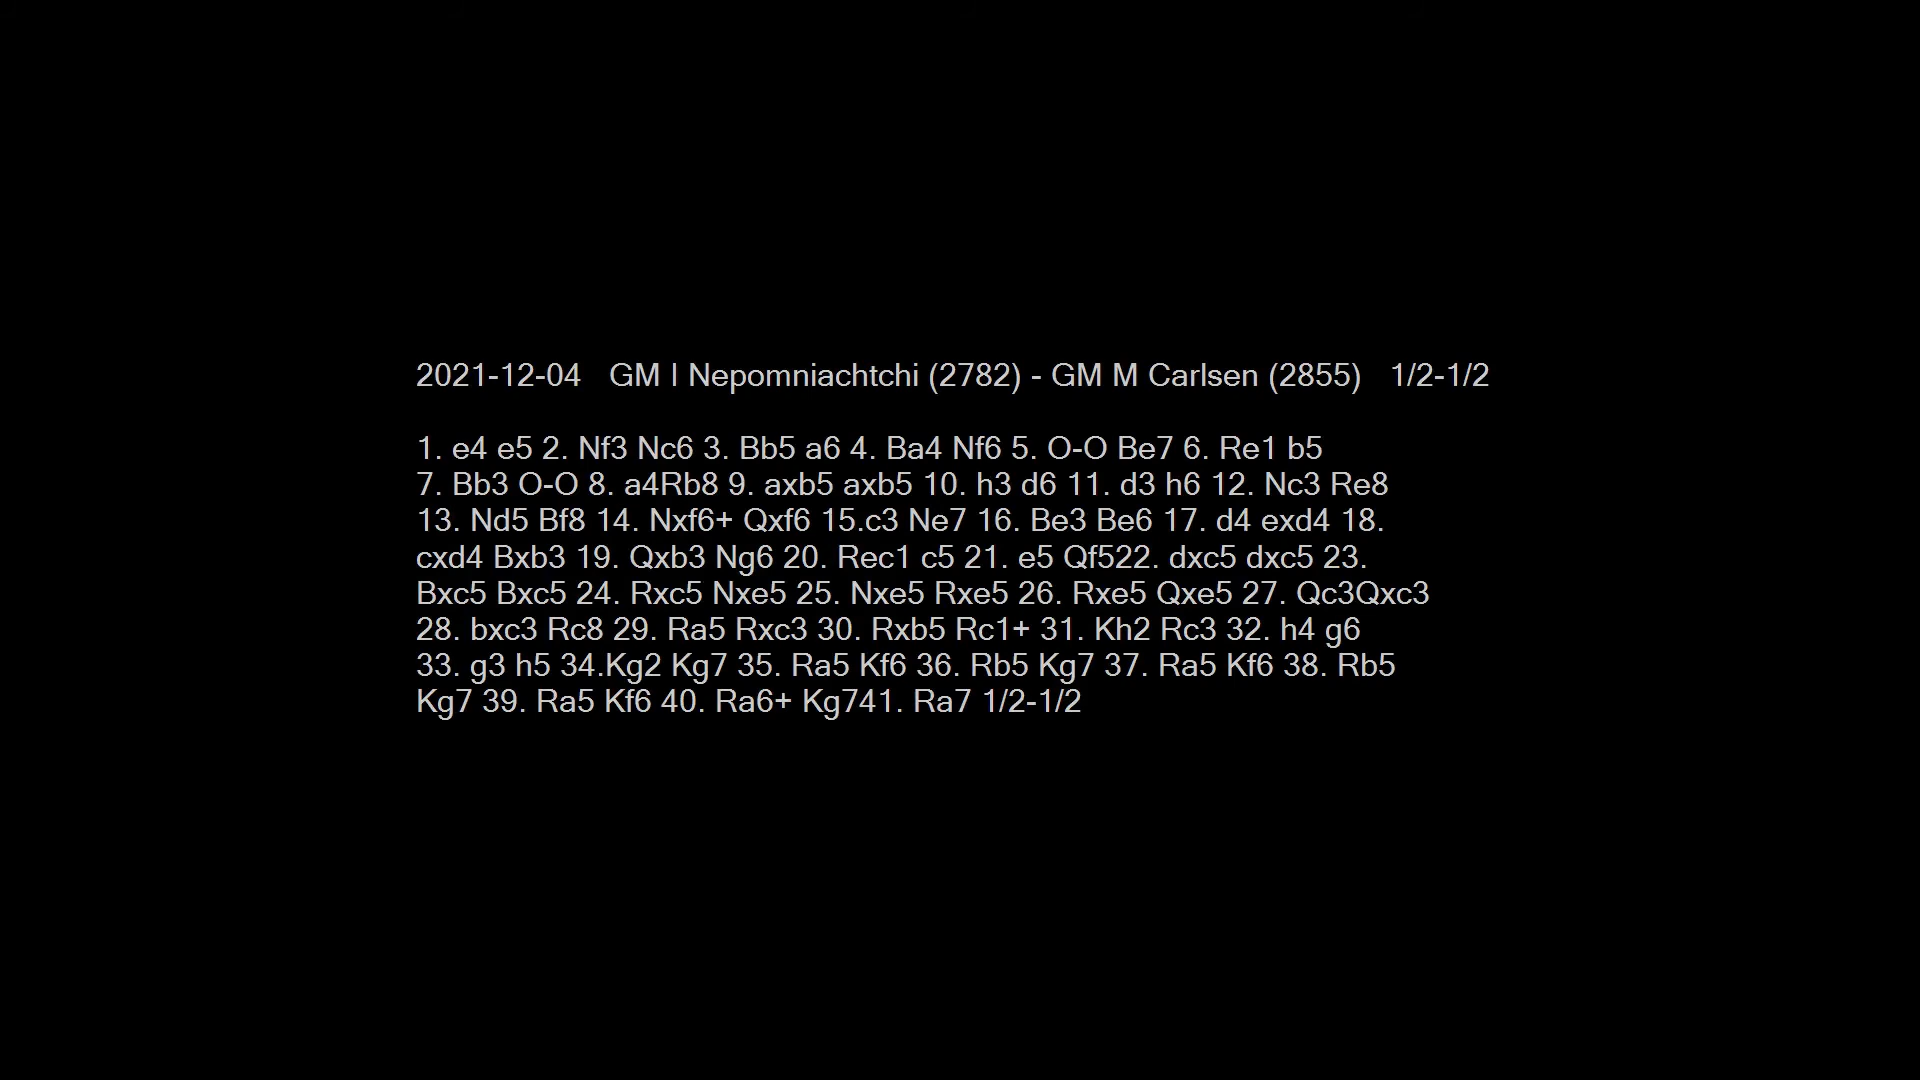 2021-12-04 GM I Nepomniachtchi (2782) - GM M Carlsen (2855) 1/2-1/2
1. e4 e5 2. Nf3 Nc6 3. Bb5 a6 4. Ba4 Nf6 5. O-O Be7 6. Re1 b5
7. Bb3 O-O 8. a4Rb8 9. axb5 axb5 10. h3 d6 11. d3 h6 12. Nc3 Re8
13. Nd5 Bf8 14. Nxf6+ Qxf6 15.c3 Ne7 16. Be3 Be6 17. d4 exd4 18.
cxd4 Bxb3 19. Qxb3 Ng6 20. Rec1 c5 21. e5 Qf522. dxc5 dxc5 23.
Bxc5 Bxc5 24. Rxc5 Nxe5 25. Nxe5 Rxe5 26. Rxe5 Qxe5 27. Qc3Qxc3
28. bxc3 Rc8 29. Ra5 Rxc3 30. Rxb5 Rc1+ 31. Kh2 Rc3 32. h4 g6
33. g3 h5 34.Kg2 Kg7 35. Ra5 Kf6 36. Rb5 Kg7 37. Ra5 Kf6 38. Rb5
Kg7 39. Ra5 Kf6 40. Ra6+ Kg741. Ra7 1/2-1/2